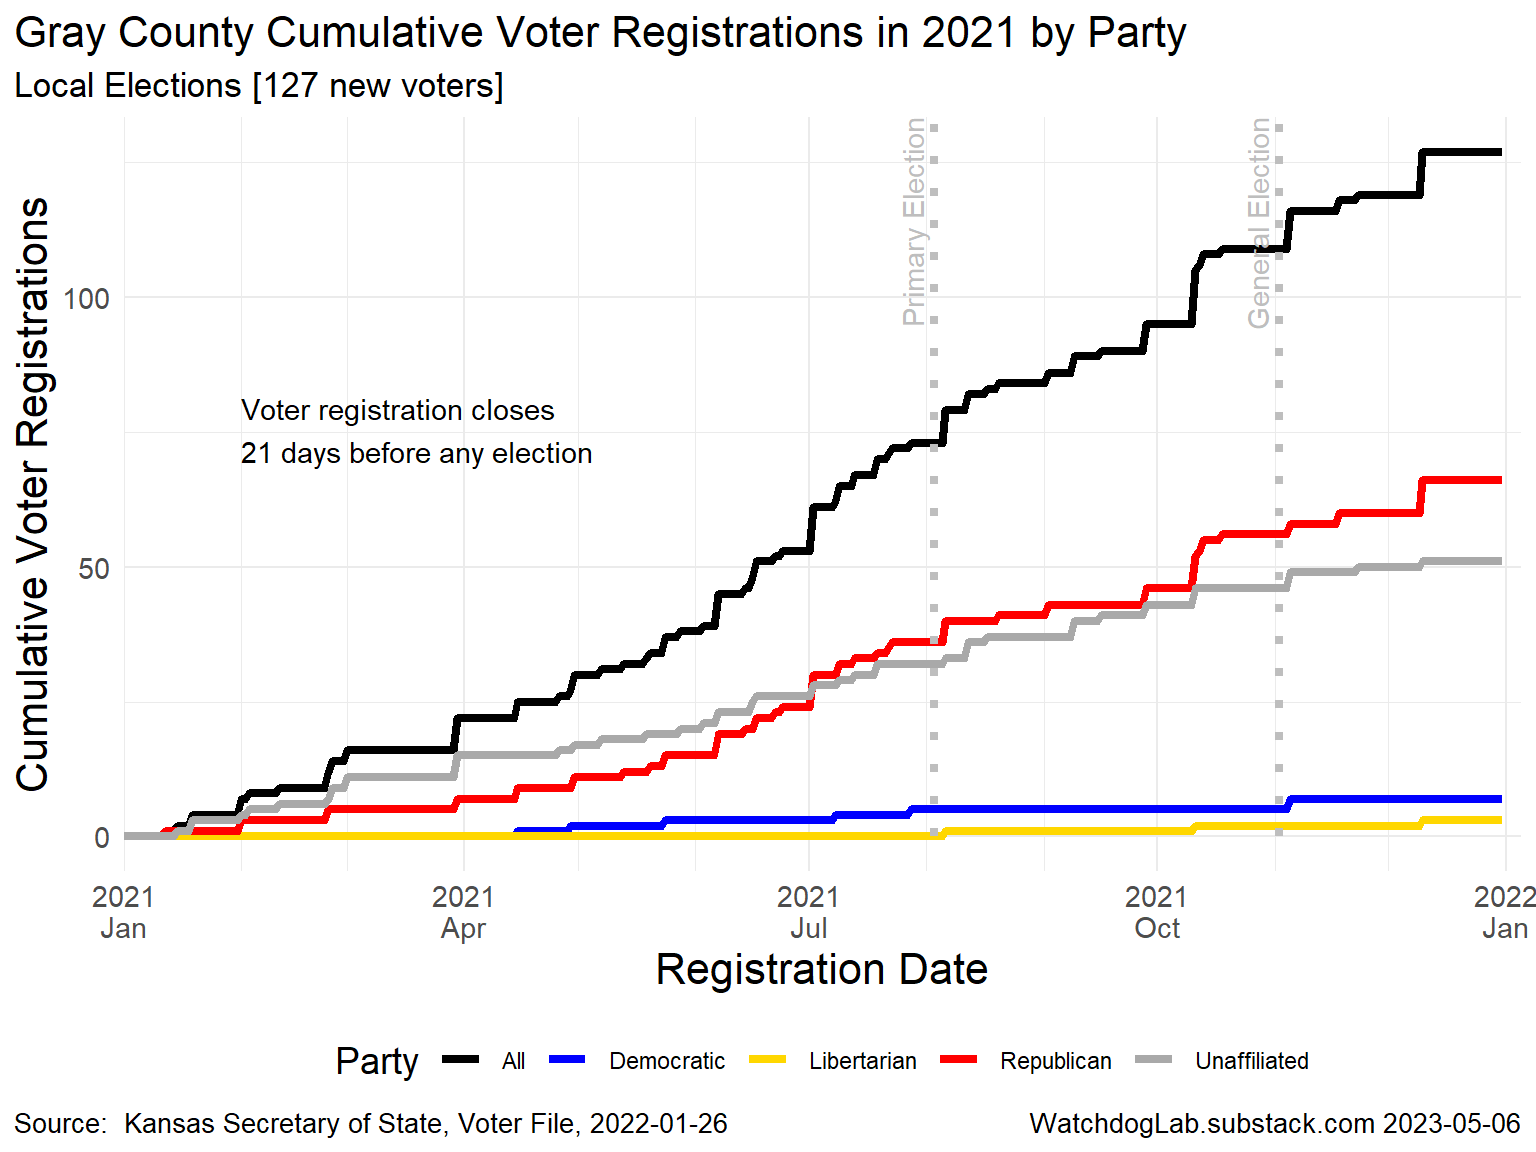 Gray County Cumulative Voter Registrations in 2021 by Party
Local Elections [127 new voters]
Cumulative Voter Registrations
Primary Election
General Election
100
50
0
Voter registration closes
21 days before any election
2021 2021 2021 2021 2022
Jan Apr Jul Oct Jan
Registration Date
Party All Democratic Libertarian Republican Unaffiliated
Source:  Kansas Secretary of State, Voter File, 2022-01-26
WatchdogLab.substack.com 2023-05-06